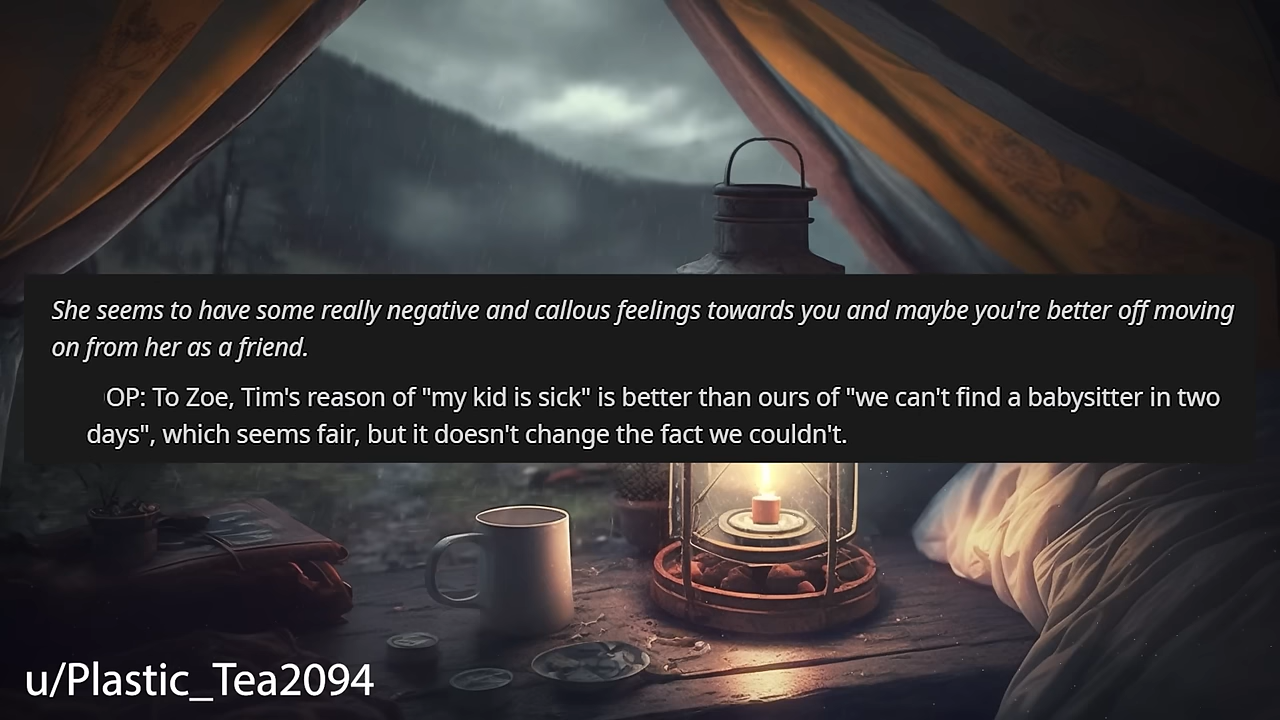 She seems to have some really negative and callous feelings towards you and maybe you're better off moving
on from her as a friend.
OP: To Zoe, Tim's reason of "my kid is sick" is better than ours of "we can't find a babysitter in two
days", which seems fair, but it doesn't change the fact we couldn't.
u/Plastic_Tea2094